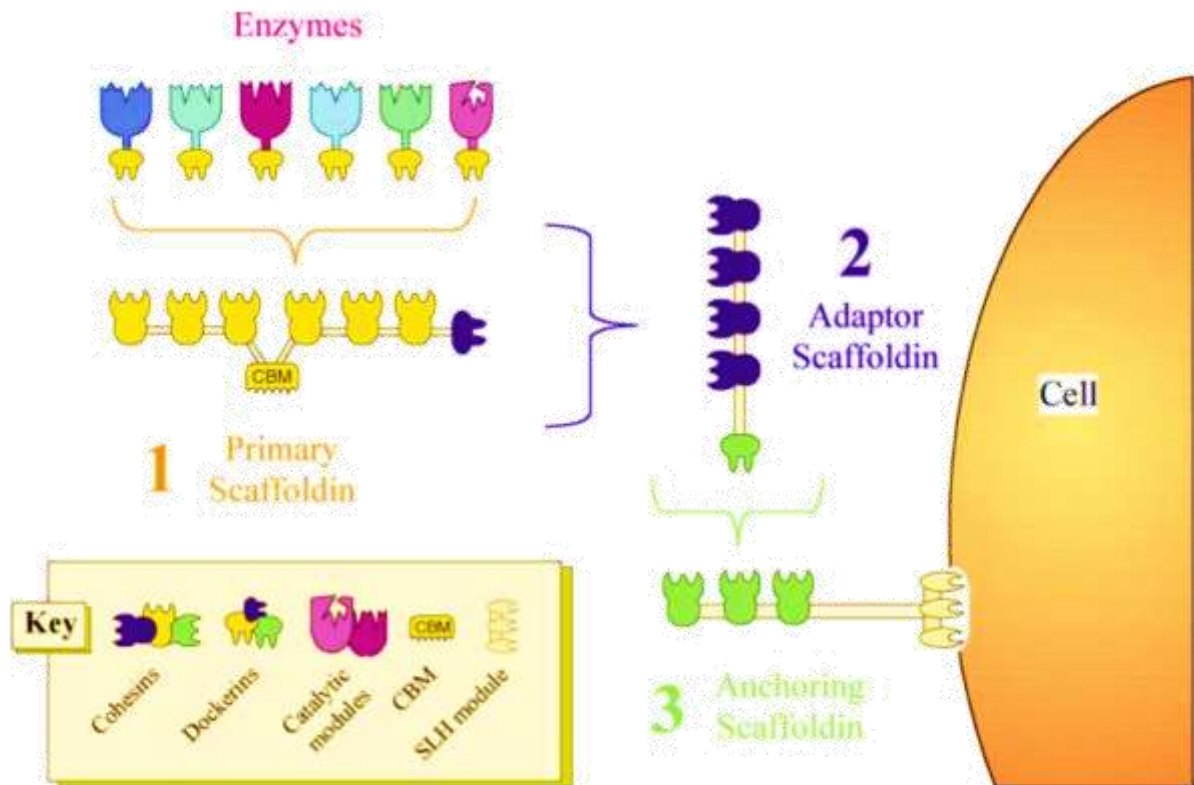 Enzymes
CBM
1
Primary
Scaffoldin
2
Adaptor
Scaffoldin
Cell
3
Anchoring
Scaffoldin
Key
CBM
Cohesins
Dockerins
Catalytic
modules
CBM
SLH module